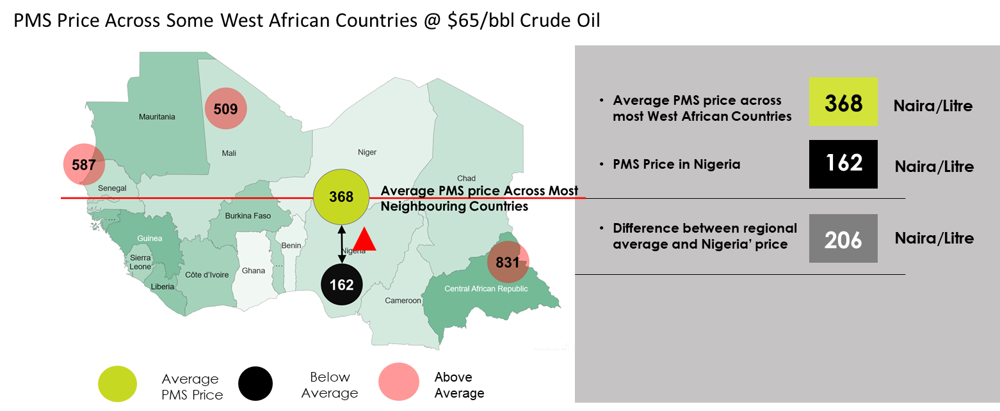 PMS Price Across Some West African Countries @ $65/bbl Crude Oil
Mauritania
509
Mali
587
Senegal
Niger
Chad
368
Average PMS price Across Most
Neighbouring Countries
Burkina Faso
...
Guinea
Sierra
Leone
Liberia
Côte d'Ivoire
Ghana
...
Benin
Nigeria
162
Cameroon
831
Central African Republic
Average
PMS Price
Below
Average
Above
Average
• Average PMS price across
most West African Countries
368
Naira/Litre
• PMS Price in Nigeria
162
Naira/Litre
• Difference between regional
average and Nigeria' price
206
Naira/Litre